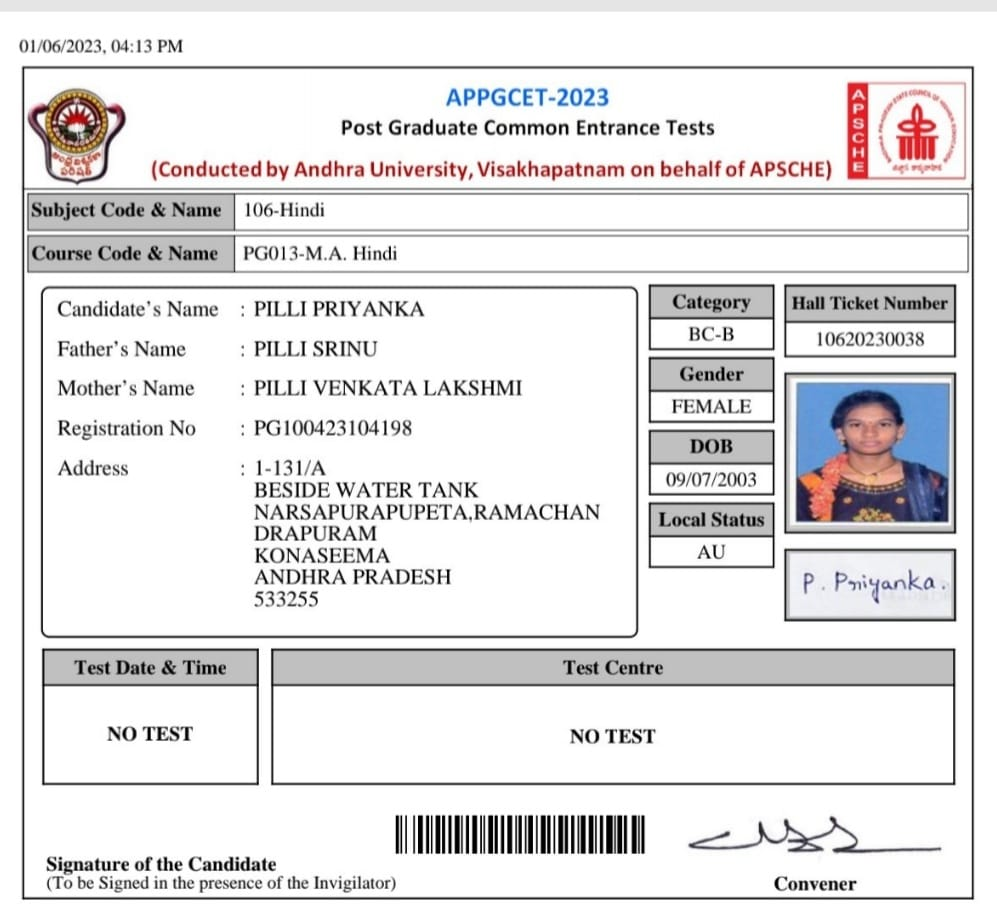 01/06/2023, 04:13 PM
APPGCET-2023
Post Graduate Common Entrance Tests
(Conducted by Andhra University, Visakhapatnam on behalf of APSCHE)
APSCHE
Subject Code & Name 106-Hindi
Course Code & Name PG013-M.A. Hindi
Candidate's Name : PILLI PRIYANKA
Father's Name : PILLI SRINU
Mother's Name : PILLI VENKATA LAKSHMI
Registration No : PG100423104198
Address : 1-131/A
BESIDE WATER TANK
NARSAPURAPUPETA,RAMACHAN
DRAPURAM
KONASEEMA
ANDHRA PRADESH
533255
Category
BC-B
Gender
FEMALE
DOB
09/07/2003
Local Status
AU
Hall Ticket Number
10620230038
P. Priyanka.
Test Date & Time
NO TEST
Test Centre
NO TEST
Signature of the Candidate
(To be Signed in the presence of the Invigilator)
Convener